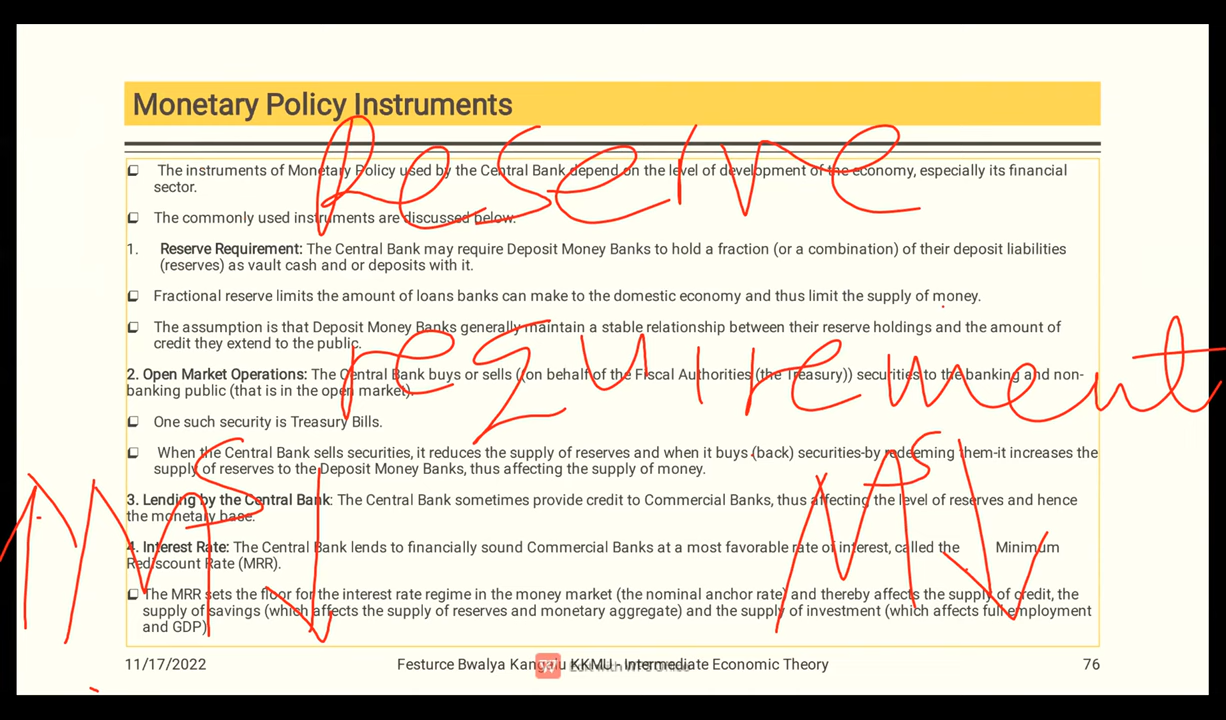 Monetary Policy Instruments
Reserve
The instruments of Monetary Policy used by the Central Bank depend on the level of development of the economy, especially its financial
sector.
The commonly used instruments are discussed below:
1. Reserve Requirement: The Central Bank may require Deposit Money Banks to hold a fraction (or a combination) of their deposit liabilities
(reserves) as vault cash and or deposits with it.
Fractional reserve limits the amount of loans banks can make to the domestic economy and thus limit the supply of money.
The assumption is that Deposit Money Banks generally maintain a stable relationship between their reserve holdings and the amount of
credit they extend to the public.
requirement
2. Open Market Operations: The Central Bank buys or sells ((on behalf of the Fiscal Authorities (the Treasury)) securities to the banking and non-
banking public (that is in the open market).
One such security is Treasury Bills.
When the Central Bank sells securities, it reduces the supply of reserves and when it buys (back) securities-by redeeming them-it increases the
supply of reserves to the Deposit Money Banks, thus affecting the supply of money.
3. Lending by the Central Bank: The Central Bank sometimes provide credit to Commercial Banks, thus affecting the level of reserves and hence
the monetary base.
4. Interest Rate: The Central Bank lends to financially sound Commercial Banks at a most favorable rate of interest, called the Minimum
Rediscount Rate (MRR).
The MRR sets the floor for the interest rate regime in the money market (the nominal anchor rate) and thereby affects the supply of credit, the
supply of savings (which affects the supply of reserves and monetary aggregate) and the supply of investment (which affects full employment
and GDP)
11/17/2022 Festurce Bwalya Kangulu KKMU - Intermediate Economic Theory 76